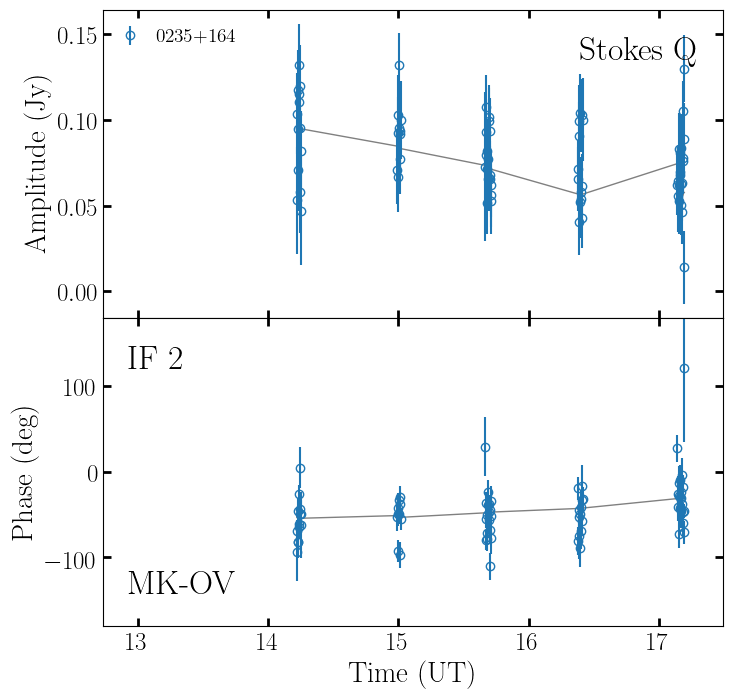 0235+164
Stokes Q
0.15
0.10
0.05
0.00
Amplitude (Jy)
IF 2
100
0
−100
Phase (deg)
MK-OV
13 14 15 16 17
Time (UT)